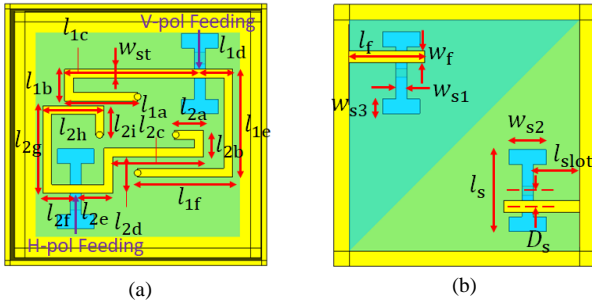 V-pol Feeding
l1c
wst
l1d
l1b
l1a
l2a
l1e
l2h
l2i
l2c
l2b
l2g
l1f
l2f
l2e
l2d
H-pol Feeding
(a)
lf
wf
ws1
ws3
ws2
lslot
ls
Ds
(b)